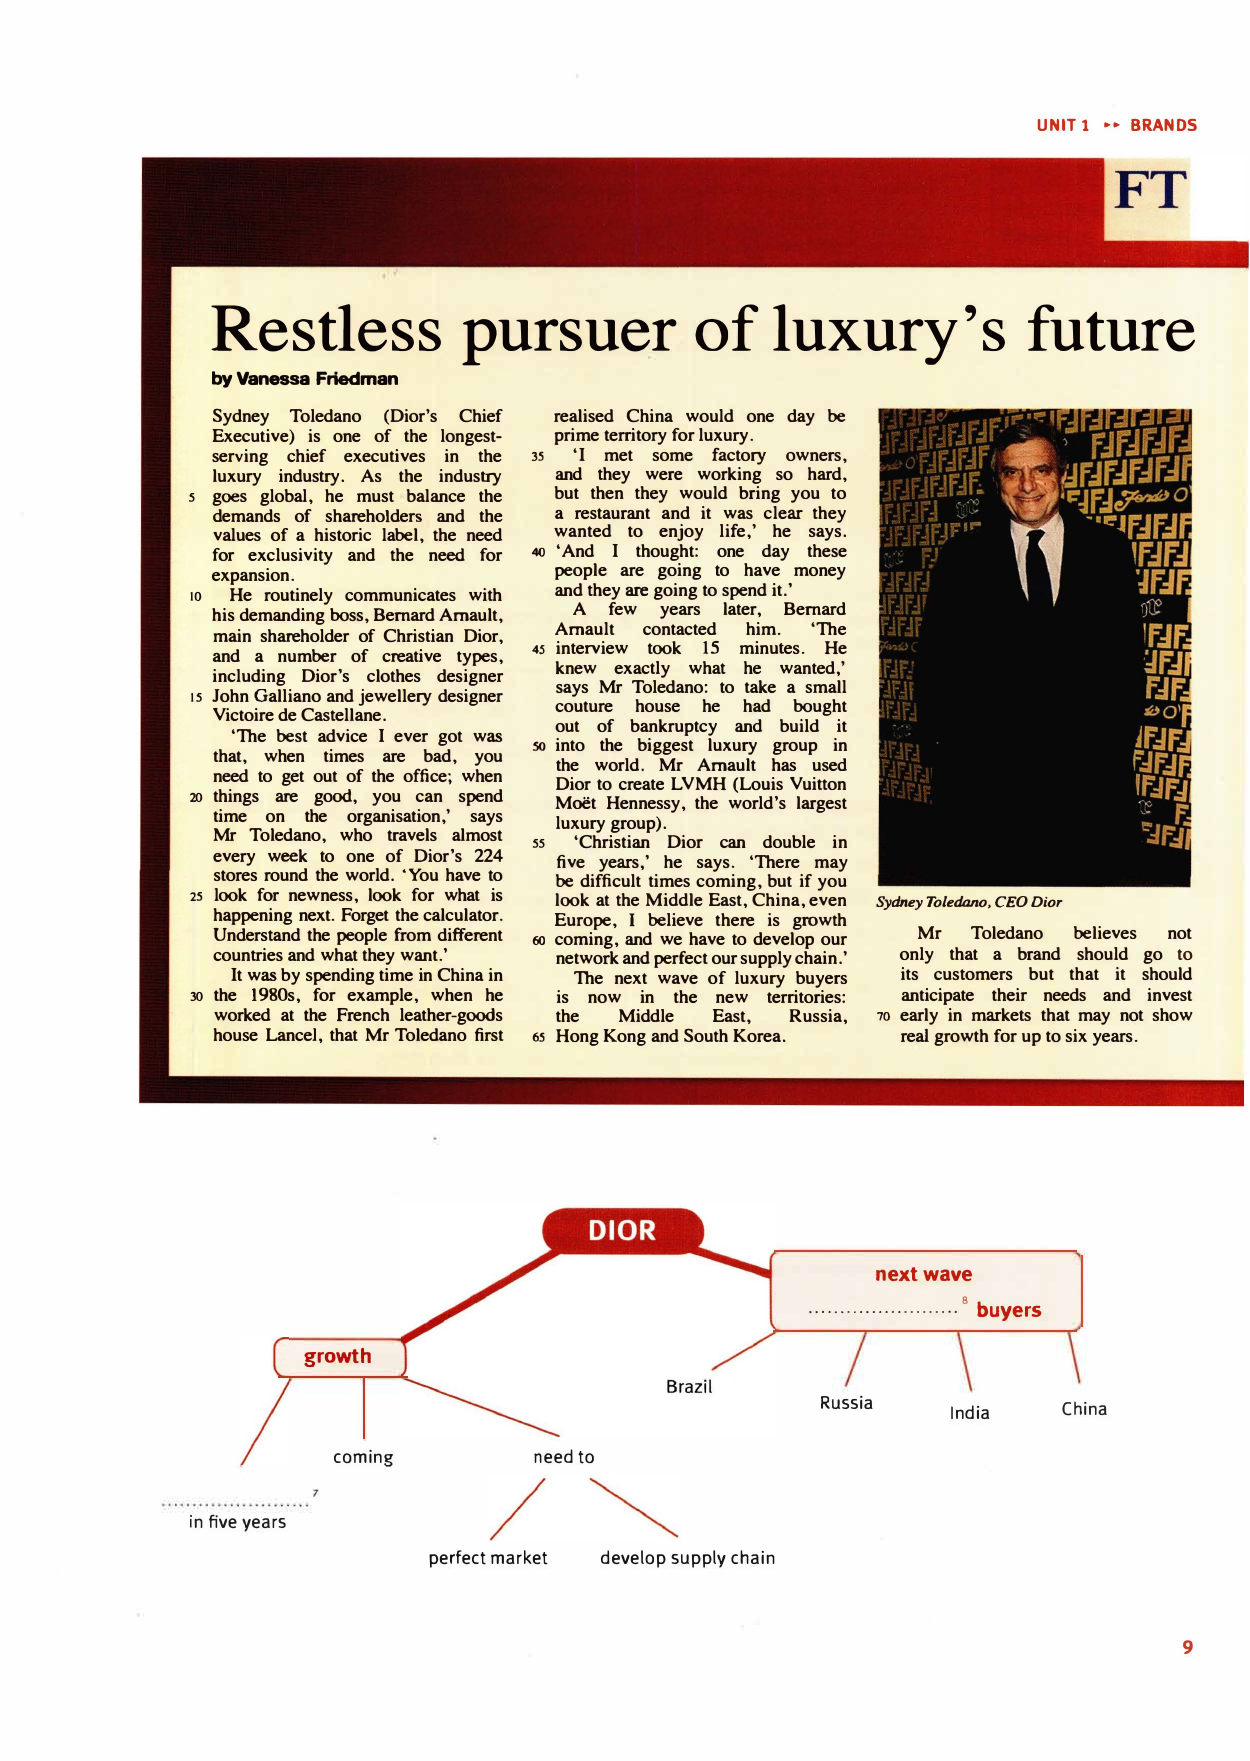 UNIT 1 ▸▸ BRANDS
FT
Restless pursuer of luxury's future
by Vanessa Friedman
Sydney Toledano (Dior's Chief
Executive) is one of the longest-
serving chief executives in the
luxury industry. As the industry
5 goes global, he must balance the
demands of shareholders and the
values of a historic label, the need
for exclusivity and the need for
expansion.
10 He routinely communicates with
his demanding boss, Bernard Arnault,
main shareholder of Christian Dior,
and a number of creative types,
including Dior's clothes designer
15 John Galliano and jewellery designer
Victoire de Castellane.
'The best advice I ever got was
that, when times are bad, you
need to get out of the office; when
20 things are good, you can spend
time on the organisation,' says
Mr Toledano, who travels almost
every week to one of Dior's 224
stores round the world. 'You have to
25 look for newness, look for what is
happening next. Forget the calculator.
Understand the people from different
countries and what they want.'
It was by spending time in China in
30 the 1980s, for example, when he
worked at the French leather-goods
house Lancel, that Mr Toledano first
realised China would one day be
prime territory for luxury.
35 'I met some factory owners,
and they were working so hard,
but then they would bring you to
a restaurant and it was clear they
wanted to enjoy life,' he says.
40 'And I thought: one day these
people are going to have money
and they are going to spend it.'
A few years later, Bernard
Arnault contacted him. 'The
45 interview took 15 minutes. He
knew exactly what he wanted,'
says Mr Toledano: to take a small
couture house he had bought
out of bankruptcy and build it
50 into the biggest luxury group in
the world. Mr Arnault has used
Dior to create LVMH (Louis Vuitton
Moët Hennessy, the world's largest
luxury group).
55 'Christian Dior can double in
five years,' he says. 'There may
be difficult times coming, but if you
look at the Middle East, China, even
Europe, I believe there is growth
60 coming, and we have to develop our
network and perfect our supply chain.'
The next wave of luxury buyers
is now in the new territories:
the Middle East, Russia,
65 Hong Kong and South Korea.
Sydney Toledano, CEO Dior
Mr Toledano believes not
only that a brand should go to
its customers but that it should
anticipate their needs and invest
70 early in markets that may not show
real growth for up to six years.
DIOR
next wave
........................ 8 buyers
growth
Brazil
Russia
India
China
coming
need to
........................ 7
in five years
perfect market
develop supply chain
9